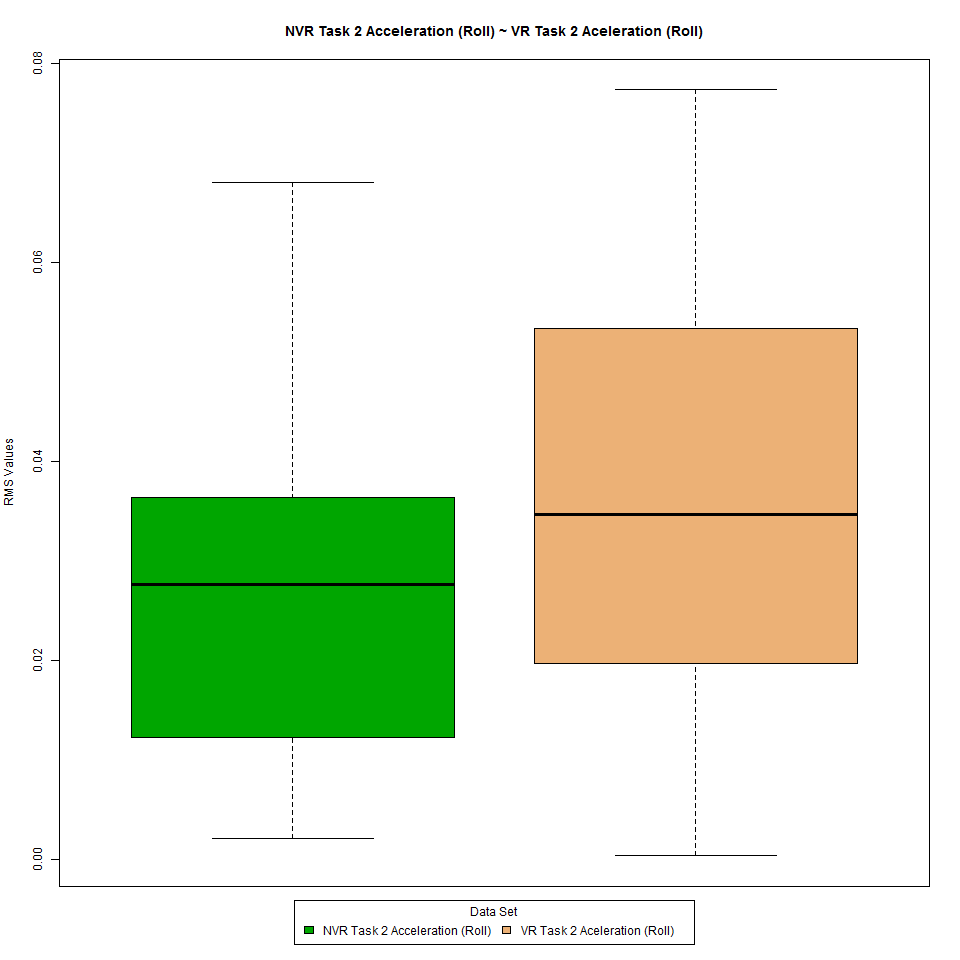 NVR Task 2 Acceleration (Roll) ~ VR Task 2 Aceleration (Roll)
0.08
0.06
0.04
0.02
0.00
RMS Values
Data Set
NVR Task 2 Acceleration (Roll) VR Task 2 Aceleration (Roll)